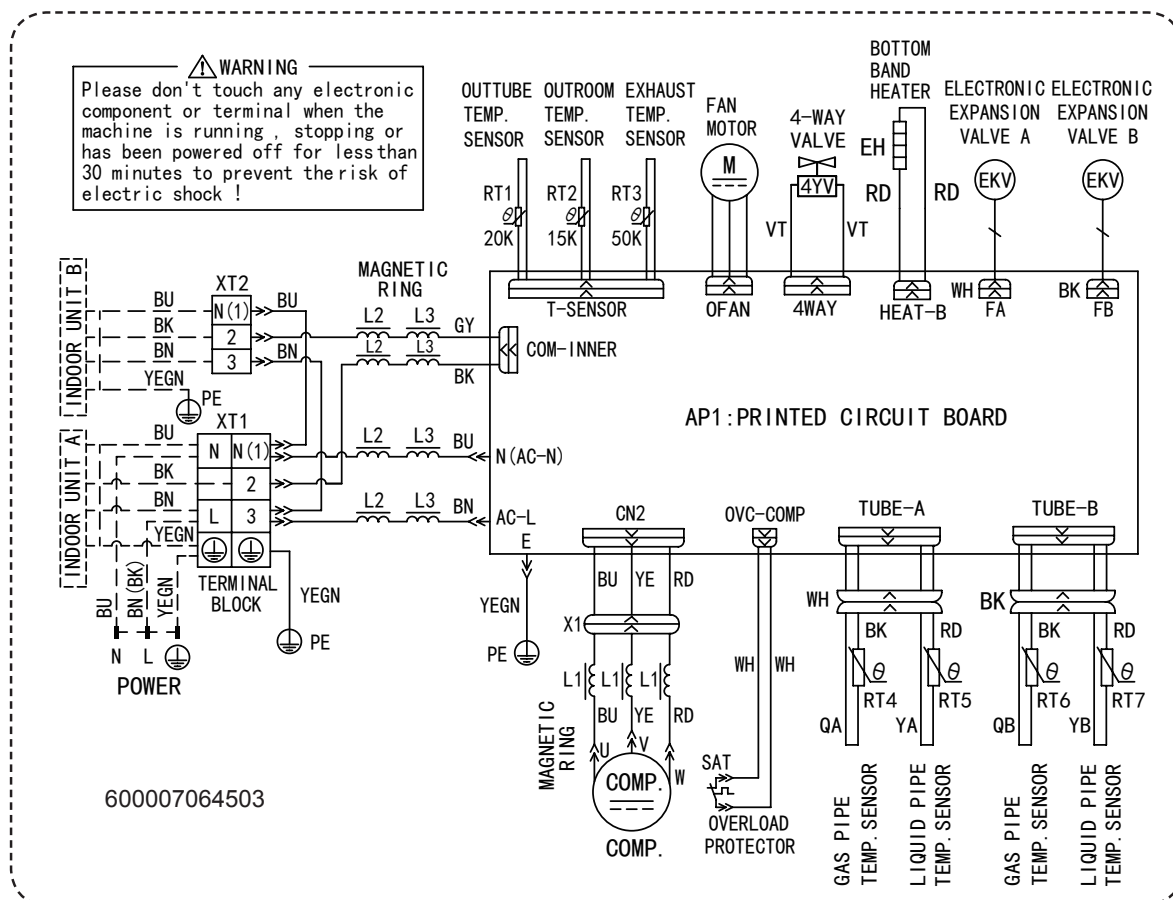 WARNING
Please don't touch any electronic
component or terminal when the
machine is running , stopping or
has been powered off for less than
30 minutes to prevent the risk of
electric shock !
OUTTUBE
TEMP.
SENSOR
OUTROOM
TEMP.
SENSOR
EXHAUST
TEMP.
SENSOR
FAN
MOTOR
4-WAY
VALVE
BOTTOM
BAND
HEATER
ELECTRONIC
EXPANSION
VALVE A
ELECTRONIC
EXPANSION
VALVE B
RT1
θ
20K
RT2
θ
15K
RT3
θ
50K
M
4YV
VT
VT
EH
RD
RD
EKV
EKV
T-SENSOR
OFAN
4WAY
HEAT-B
WH
FA
BK
FB
INDOOR UNIT B
BU
BK
BN
YEGN
PE
XT2
N(1)
2
3
BU
BN
MAGNETIC
RING
L2
L3
GY
L2
L3
BK
COM-INNER
AP1:PRINTED CIRCUIT BOARD
INDOOR UNIT A
BU
BK
BN
YEGN
XT1
N
N(1)
2
L
3
TERMINAL
BLOCK
L2
L3
BU
N(AC-N)
L2
L3
BN
AC-L
E
YEGN
PE
YEGN
PE
BU
BN(BK)
YEGN
N
L
POWER
CN2
BU
YE
RD
X1
L1
L1
L1
MAGNETIC
RING
BU
YE
RD
U
V
W
COMP.
COMP.
OVC-COMP
WH
WH
SAT
OVERLOAD
PROTECTOR
TUBE-A
WH
BK
RD
θ
RT4
θ
RT5
QA
YA
GAS PIPE
TEMP. SENSOR
LIQUID PIPE
TEMP. SENSOR
TUBE-B
BK
BK
RD
θ
RT6
θ
RT7
QB
YB
GAS PIPE
TEMP. SENSOR
LIQUID PIPE
TEMP. SENSOR
600007064503